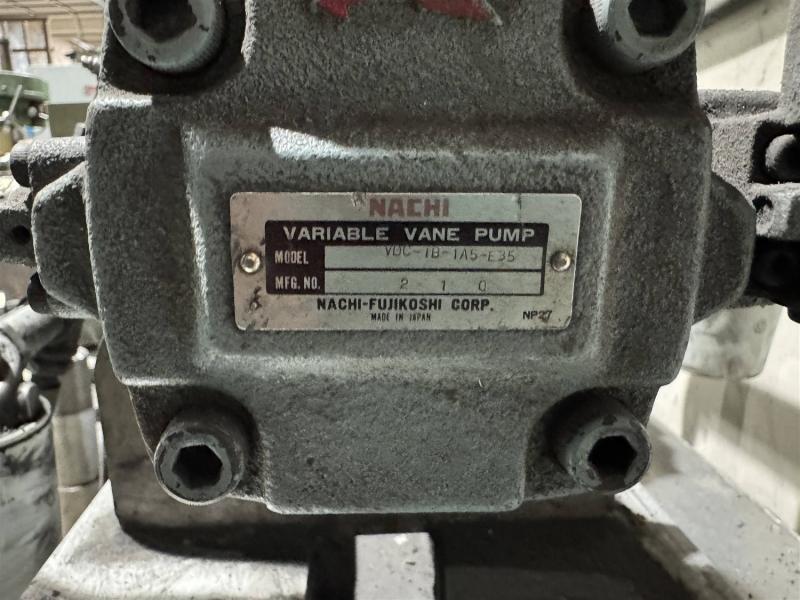 NACHI
VARIABLE VANE PUMP
MODEL VDC-1B-1A5-E35
MFG. NO. 2 1 0
NACHI-FUJIKOSHI CORP.
MADE IN JAPAN
NP27